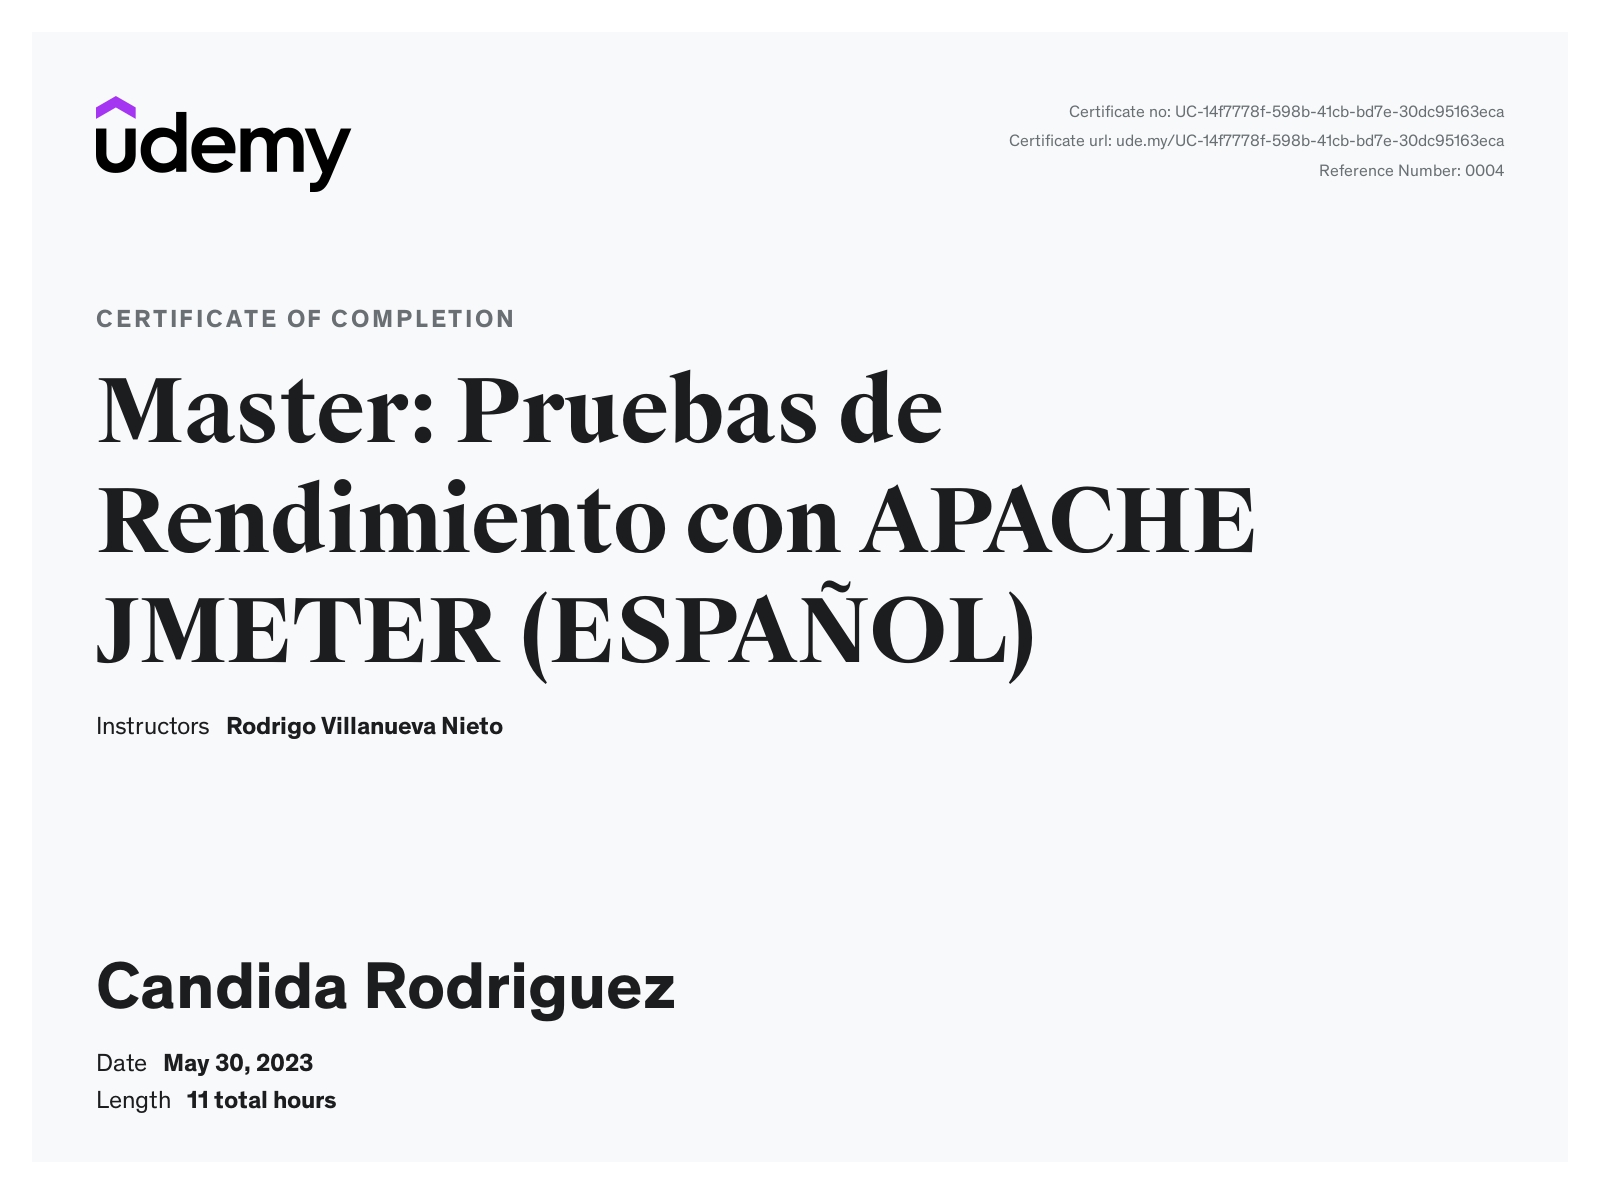 udemy
Certificate no: UC-14f7778f-598b-41cb-bd7e-30dc95163eca
Certificate url: ude.my/UC-14f7778f-598b-41cb-bd7e-30dc95163eca
Reference Number: 0004
CERTIFICATE OF COMPLETION
Master: Pruebas de
Rendimiento con APACHE
JMETER (ESPAÑOL)
Instructors Rodrigo Villanueva Nieto
Candida Rodriguez
Date May 30, 2023
Length 11 total hours